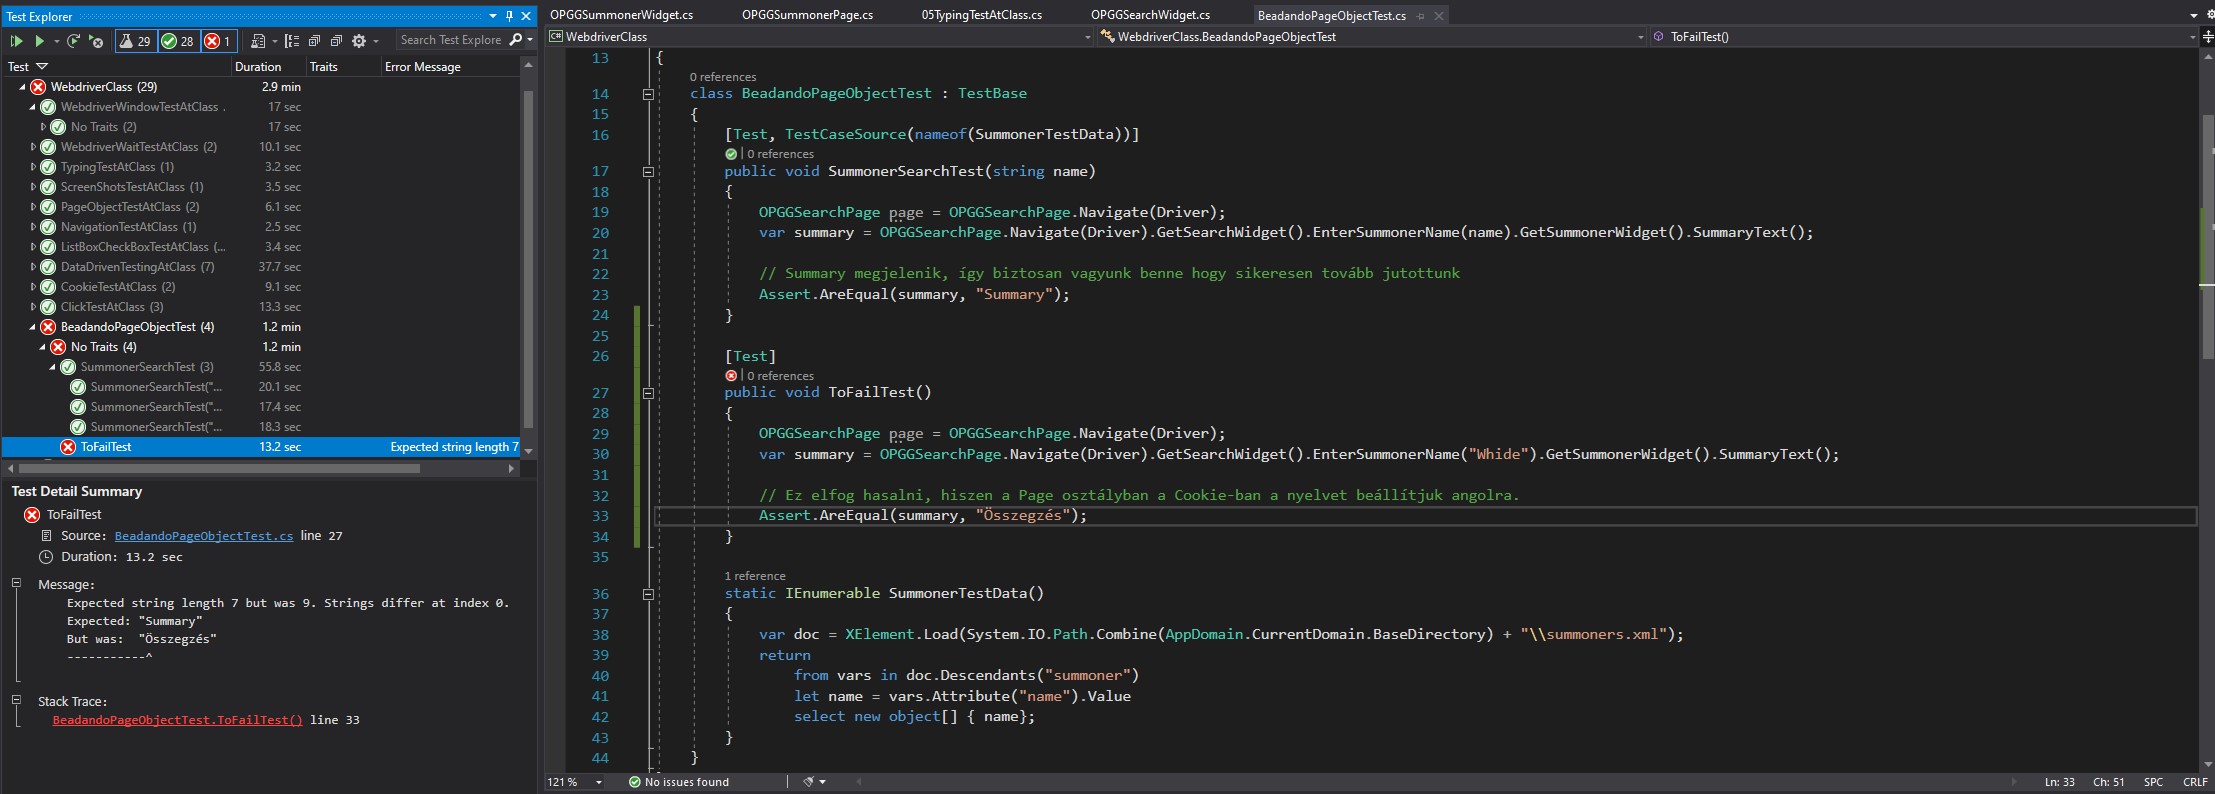 Test Explorer
29 28 1 Search Test Explore
Test Duration Traits Error Message
WebdriverClass (29) 2.9 min
WebdriverWindowTestAtClass . 17 sec
No Traits (2) 17 sec
WebdriverWaitTestAtClass (2) 10.1 sec
TypingTestAtClass (1) 3.2 sec
ScreenShotsTestAtClass (1) 3.5 sec
PageObjectTestAtClass (2) 6.1 sec
NavigationTestAtClass (1) 2.5 sec
ListBoxCheckBoxTestAtClass (... 3.4 sec
DataDrivenTestingAtClass (7) 37.7 sec
CookieTestAtClass (2) 9.1 sec
ClickTestAtClass (3) 13.3 sec
BeadandoPageObjectTest (4) 1.2 min
No Traits (4) 1.2 min
SummonerSearchTest (3) 55.8 sec
SummonerSearchTest("... 20.1 sec
SummonerSearchTest("... 17.4 sec
SummonerSearchTest("... 18.3 sec
ToFailTest 13.2 sec Expected string length 7
Test Detail Summary
ToFailTest
Source: BeadandoPageObjectTest.cs line 27
Duration: 13.2 sec
Message:
Expected string length 7 but was 9. Strings differ at index 0.
Expected: "Summary"
But was:  "Összegzés"
-----------^
Stack Trace:
BeadandoPageObjectTest.ToFailTest() line 33
OPGGSummonerWidget.cs OPGGSummonerPage.cs 05TypingTestAtClass.cs OPGGSearchWidget.cs BeadandoPageObjectTest.cs
C# WebdriverClass WebdriverClass.BeadandoPageObjectTest ToFailTest()
13 {
0 references
14 class BeadandoPageObjectTest : TestBase
15 {
16 [Test, TestCaseSource(nameof(SummonerTestData))]
0 references
17 public void SummonerSearchTest(string name)
18 {
19 OPGGSearchPage page = OPGGSearchPage.Navigate(Driver);
20 var summary = OPGGSearchPage.Navigate(Driver).GetSearchWidget().EnterSummonerName(name).GetSummonerWidget().SummaryText();
21
22 // Summary megjelenik, így biztosan vagyunk benne hogy sikeresen tovább jutottunk
23 Assert.AreEqual(summary, "Summary");
24 }
25
26 [Test]
0 references
27 public void ToFailTest()
28 {
29 OPGGSearchPage page = OPGGSearchPage.Navigate(Driver);
30 var summary = OPGGSearchPage.Navigate(Driver).GetSearchWidget().EnterSummonerName("Whide").GetSummonerWidget().SummaryText();
31
32 // Ez elfog hasalni, hiszen a Page osztályban a Cookie-ban a nyelvet beállítjuk angolra.
33 Assert.AreEqual(summary, "Összegzés");
34 }
35
1 reference
36 static IEnumerable SummonerTestData()
37 {
38 var doc = XElement.Load(System.IO.Path.Combine(AppDomain.CurrentDomain.BaseDirectory) + "\\summoners.xml");
39 return
40 from vars in doc.Descendants("summoner")
41 let name = vars.Attribute("name").Value
42 select new object[] { name};
43 }
44 }
121 % No issues found Ln: 33 Ch: 51 SPC CRLF